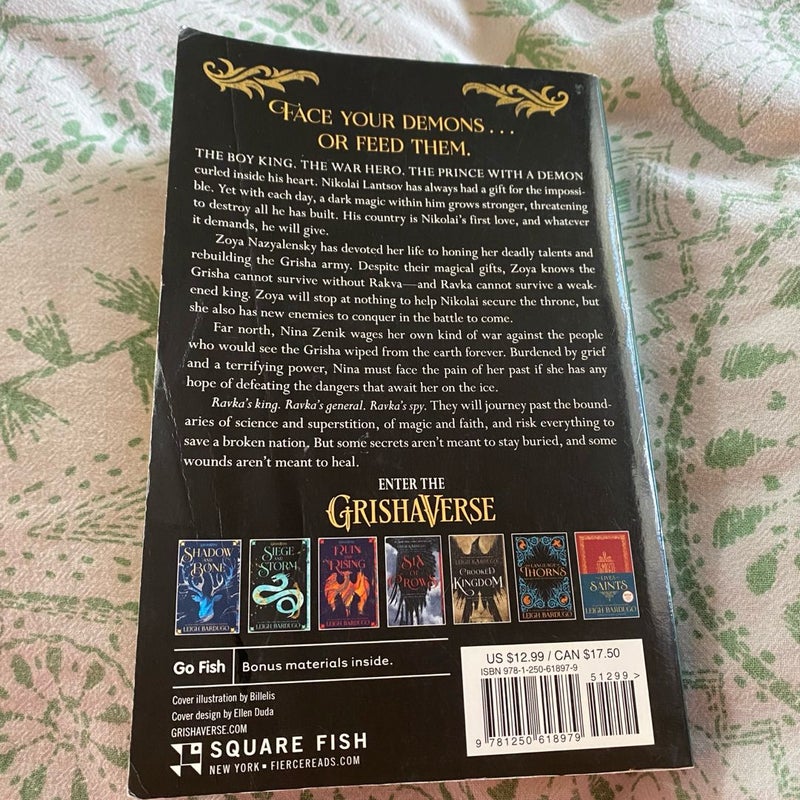 FACE YOUR DEMONS...
OR FEED THEM.
THE BOY KING. THE WAR HERO. THE PRINCE WITH A DEMON
curled inside his heart. Nikolai Lantsov has always had a gift for the impossi-
ble. Yet with each day, a dark magic within him grows stronger, threatening
to destroy all he has built. His country is Nikolai's first love, and whatever
it demands, he will give.
Zoya Nazyalensky has devoted her life to honing her deadly talents and
rebuilding the Grisha army. Despite their magical gifts, Zoya knows the
Grisha cannot survive without Rakva—and Ravka cannot survive a weak-
ened king. Zoya will stop at nothing to help Nikolai secure the throne, but
she also has new enemies to conquer in the battle to come.
Far north, Nina Zenik wages her own kind of war against the people
who would see the Grisha wiped from the earth forever. Burdened by grief
and a terrifying power, Nina must face the pain of her past if she has any
hope of defeating the dangers that await her on the ice.
Ravka's king. Ravka's general. Ravka's spy. They will journey past the bound-
aries of science and superstition, of magic and faith, and risk everything to
save a broken nation. But some secrets aren't meant to stay buried, and some
wounds aren't meant to heal.
ENTER THE
GRISHAVERSE
SHADOW
AND
BONE
LEIGH BARDUGO
SIEGE
AND
STORM
LEIGH BARDUGO
RUIN
AND
RISING
LEIGH BARDUGO
SIX
OF
CROWS
LEIGH BARDUGO
CROOKED
KINGDOM
THE
LANGUAGE OF
THORNS
LEIGH BARDUGO
THE LIVES
OF
SAINTS
LEIGH BARDUGO
Go Fish
Bonus materials inside.
US $12.99 / CAN $17.50
ISBN 978-1-250-61897-9
51299 >
9 781250 618979
Cover illustration by Billelis
Cover design by Ellen Duda
GRISHAVERSE.COM
SQUARE FISH
NEW YORK • FIERCEREADS.COM